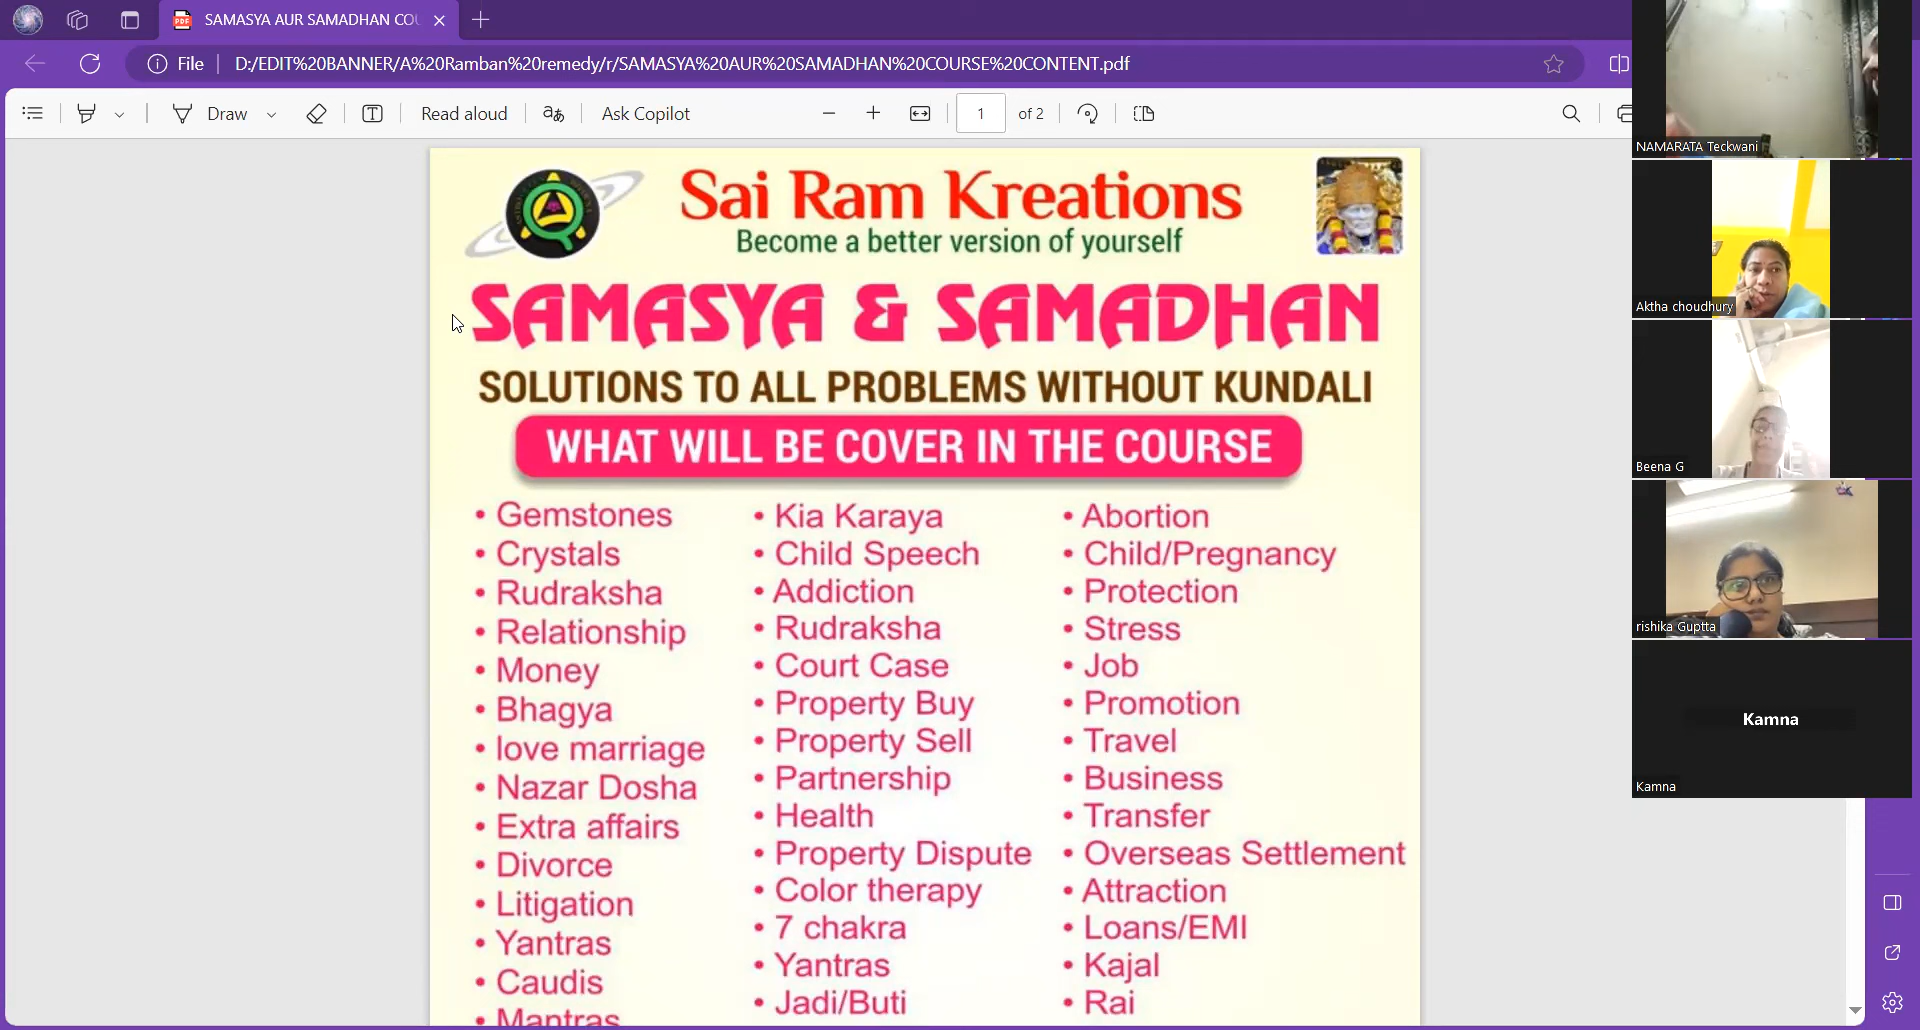 SAMASYA AUR SAMADHAN COU
File
D:/EDIT%20BANNER/A%20Ramban%20remedy/r/SAMASYA%20AUR%20SAMADHAN%20COURSE%20CONTENT.pdf
Draw
Read aloud
aあ
Ask Copilot
1
of 2
Sai Ram Kreations
Become a better version of yourself
SAMASYA & SAMADHAN
SOLUTIONS TO ALL PROBLEMS WITHOUT KUNDALI
WHAT WILL BE COVER IN THE COURSE
• Gemstones
• Crystals
• Rudraksha
• Relationship
• Money
• Bhagya
• love marriage
• Nazar Dosha
• Extra affairs
• Divorce
• Litigation
• Yantras
• Caudis
• Mantras
• Kia Karaya
• Child Speech
• Addiction
• Rudraksha
• Court Case
• Property Buy
• Property Sell
• Partnership
• Health
• Property Dispute
• Color therapy
• 7 chakra
• Yantras
• Jadi/Buti
• Abortion
• Child/Pregnancy
• Protection
• Stress
• Job
• Promotion
• Travel
• Business
• Transfer
• Overseas Settlement
• Attraction
• Loans/EMI
• Kajal
• Rai
NAMARATA Teckwani
Aktha choudhury
Beena G
rishika Guptta
Kamna
Kamna